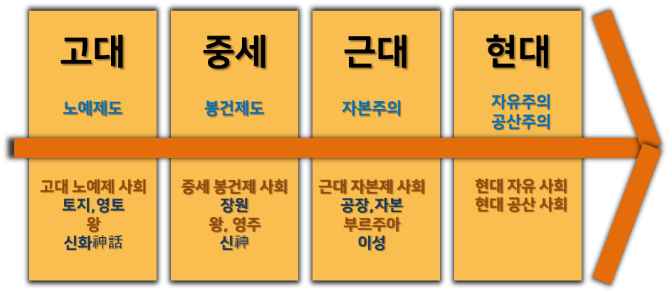 고대
노예제도
고대 노예제 사회
토지,영토
왕
신화神話
중세
봉건제도
중세 봉건제 사회
장원
왕, 영주
신神
근대
자본주의
근대 자본제 사회
공장,자본
부르주아
이성
현대
자유주의
공산주의
현대 자유 사회
현대 공산 사회